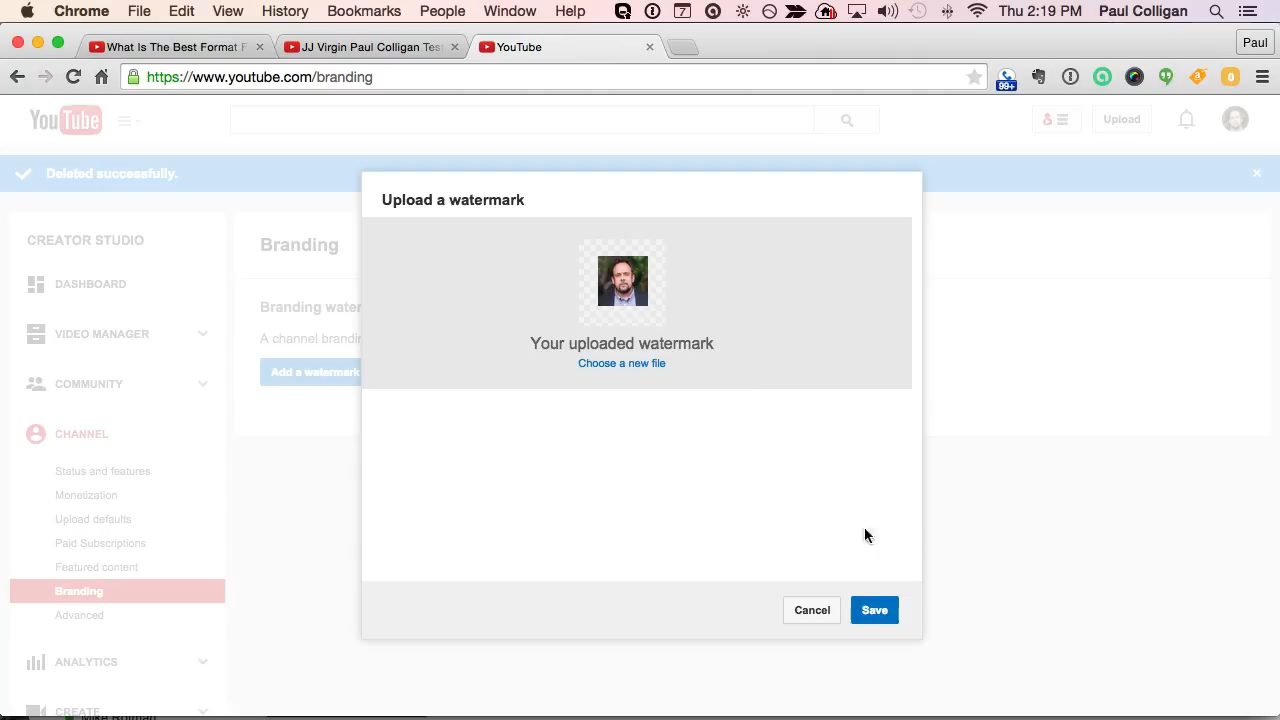 Chrome File Edit View History Bookmarks People Window Help Thu 2:19 PM Paul Colligan
What Is The Best Format F
JJ Virgin Paul Colligan Tes
YouTube
Paul
https://www.youtube.com/branding
99+
YouTube
Upload
Deleted successfully.
Upload a watermark
CREATOR STUDIO
Branding
DASHBOARD
Branding water
VIDEO MANAGER
A channel brandin
Your uploaded watermark
Choose a new file
Add a watermark
COMMUNITY
CHANNEL
Status and features
Monetization
Upload defaults
Paid Subscriptions
Featured content
Branding
Advanced
Cancel
Save
ANALYTICS
CREATE